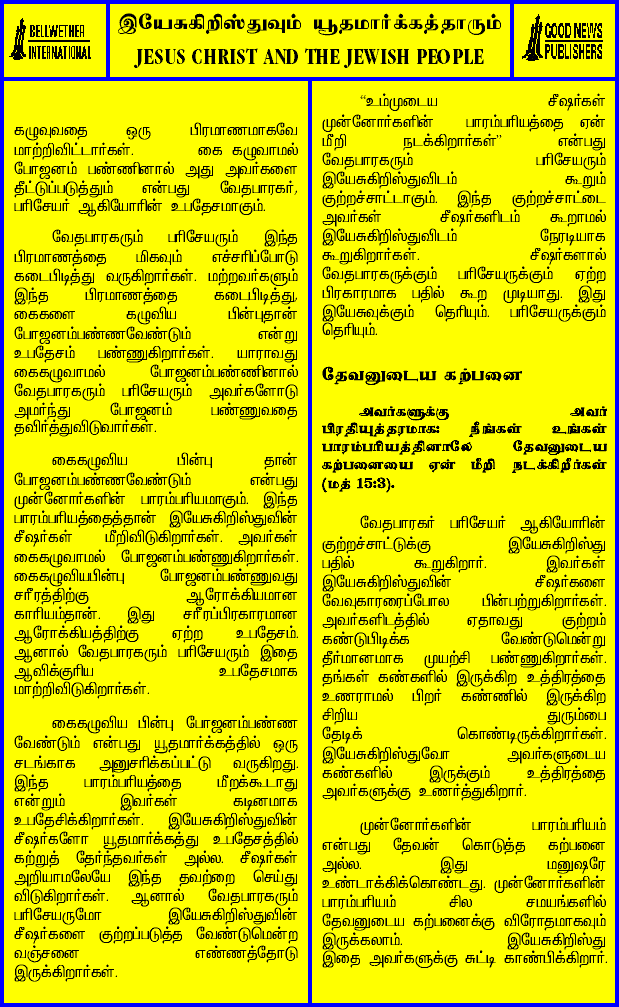 BELLWETHER
INTERNATIONAL
இயேசுகிறிஸ்துவும் யூதமார்க்கத்தாரும்
JESUS CHRIST AND THE JEWISH PEOPLE
GOOD NEWS
PUBLISHERS
கழுவுவதை ஒரு பிரமாணமாகவே
மாற்றிவிட்டார்கள். கை கழுவாமல்
போஜனம் பண்ணினால் அது அவர்களை
தீட்டுப்படுத்தும் என்பது வேதபாரகர்,
பரிசேயர் ஆகியோரின் உபதேசமாகும்.
வேதபாரகரும் பரிசேயரும் இந்த
பிரமாணத்தை மிகவும் எச்சரிப்போடு
கடைபிடித்து வருகிறார்கள். மற்றவர்களும்
இந்த பிரமாணத்தை கடைபிடித்து,
கைகளை கழுவிய பின்புதான்
போஜனம்பண்ணவேண்டும் என்று
உபதேசம் பண்ணுகிறார்கள். யாராவது
கைகழுவாமல் போஜனம்பண்ணினால்
வேதபாரகரும் பரிசேயரும் அவர்களோடு
அமர்ந்து போஜனம் பண்ணுவதை
தவிர்த்துவிடுவார்கள்.
கைகழுவிய பின்பு தான்
போஜனம்பண்ணவேண்டும் என்பது
முன்னோர்களின் பாரம்பரியமாகும். இந்த
பாரம்பரியத்தைத்தான் இயேசுகிறிஸ்துவின்
சீஷர்கள் மீறிவிடுகிறார்கள். அவர்கள்
கைகழுவாமல் போஜனம்பண்ணுகிறார்கள்.
கைகழுவியபின்பு போஜனம்பண்ணுவது
சரீரத்திற்கு ஆரோக்கியமான
காரியம்தான். இது சரீரப்பிரகாரமான
ஆரோக்கியத்திற்கு ஏற்ற உபதேசம்.
ஆனால் வேதபாரகரும் பரிசேயரும் இதை
ஆவிக்குரிய உபதேசமாக
மாற்றிவிடுகிறார்கள்.
கைகழுவிய பின்பு போஜனம்பண்ண
வேண்டும் என்பது யூதமார்க்கத்தில் ஒரு
சடங்காக அனுசரிக்கப்பட்டு வருகிறது.
இந்த பாரம்பரியத்தை மீறக்கூடாது
என்றும் இவர்கள் கடினமாக
உபதேசிக்கிறார்கள். இயேசுகிறிஸ்துவின்
சீஷர்களோ யூதமார்க்கத்து உபதேசத்தில்
கற்றுத் தேர்ந்தவர்கள் அல்ல. சீஷர்கள்
அறியாமலேயே இந்த தவற்றை செய்து
விடுகிறார்கள். ஆனால் வேதபாரகரும்
பரிசேயருமோ இயேசுகிறிஸ்துவின்
சீஷர்களை குற்றப்படுத்த வேண்டுமென்ற
வஞ்சனை எண்ணத்தோடு
இருக்கிறார்கள்.
“உம்முடைய சீஷர்கள்
முன்னோர்களின் பாரம்பரியத்தை ஏன்
மீறி நடக்கிறார்கள்” என்பது
வேதபாரகரும் பரிசேயரும்
இயேசுகிறிஸ்துவிடம் கூறும்
குற்றச்சாட்டாகும். இந்த குற்றச்சாட்டை
அவர்கள் சீஷர்களிடம் கூறாமல்
இயேசுகிறிஸ்துவிடம் நேரடியாக
கூறுகிறார்கள். சீஷர்களால்
வேதபாரகருக்கும் பரிசேயருக்கும் ஏற்ற
பிரகாரமாக பதில் கூற முடியாது. இது
இயேசுவுக்கும் தெரியும். பரிசேயருக்கும்
தெரியும்.
தேவனுடைய கற்பனை
அவர்களுக்கு அவர்
பிரதியுத்தரமாக: நீங்கள் உங்கள்
பாரம்பரியத்தினாலே தேவனுடைய
கற்பனையை ஏன் மீறி நடக்கிறீர்கள்
(மத் 15:3).
வேதபாரகர் பரிசேயர் ஆகியோரின்
குற்றச்சாட்டுக்கு இயேசுகிறிஸ்து
பதில் கூறுகிறார். இவர்கள்
இயேசுகிறிஸ்துவின் சீஷர்களை
வேவுகாரரைப்போல பின்பற்றுகிறார்கள்.
அவர்களிடத்தில் ஏதாவது குற்றம்
கண்டுபிடிக்க வேண்டுமென்று
தீர்மானமாக முயற்சி பண்ணுகிறார்கள்.
தங்கள் கண்களில் இருக்கிற உத்திரத்தை
உணராமல் பிறர் கண்ணில் இருக்கிற
சிறிய துரும்பை
தேடிக் கொண்டிருக்கிறார்கள்.
இயேசுகிறிஸ்துவோ அவர்களுடைய
கண்களில் இருக்கும் உத்திரத்தை
அவர்களுக்கு உணர்த்துகிறார்.
முன்னோர்களின் பாரம்பரியம்
என்பது தேவன் கொடுத்த கற்பனை
அல்ல. இது மனுஷரே
உண்டாக்கிக்கொண்டது. முன்னோர்களின்
பாரம்பரியம் சில சமயங்களில்
தேவனுடைய கற்பனைக்கு விரோதமாகவும்
இருக்கலாம். இயேசுகிறிஸ்து
இதை அவர்களுக்கு சுட்டி காண்பிக்கிறார்.